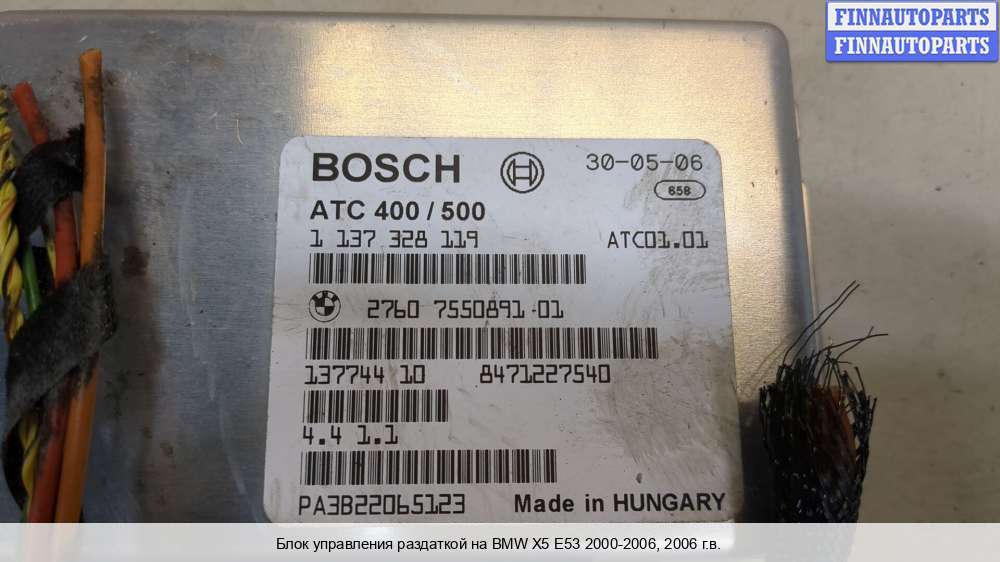 FINNAUTOPARTS
FINNAUTOPARTS
BOSCH 30-05-06
658
ATC 400 / 500
1 137 328 119 ATC01.01
2760 7550891-01
137744 10 8471227540
4.4 1.1
PA3B22065123 Made in HUNGARY
Блок управления раздаткой на BMW X5 E53 2000-2006, 2006 г.в.